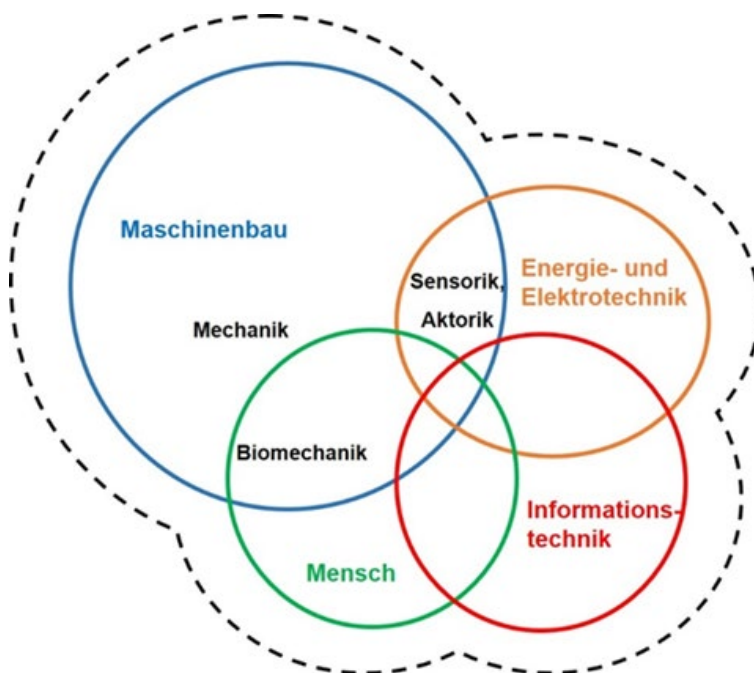 Maschinenbau
Energie- und
Elektrotechnik
Sensorik,
Aktorik
Mechanik
Biomechanik
Informations-
technik
Mensch